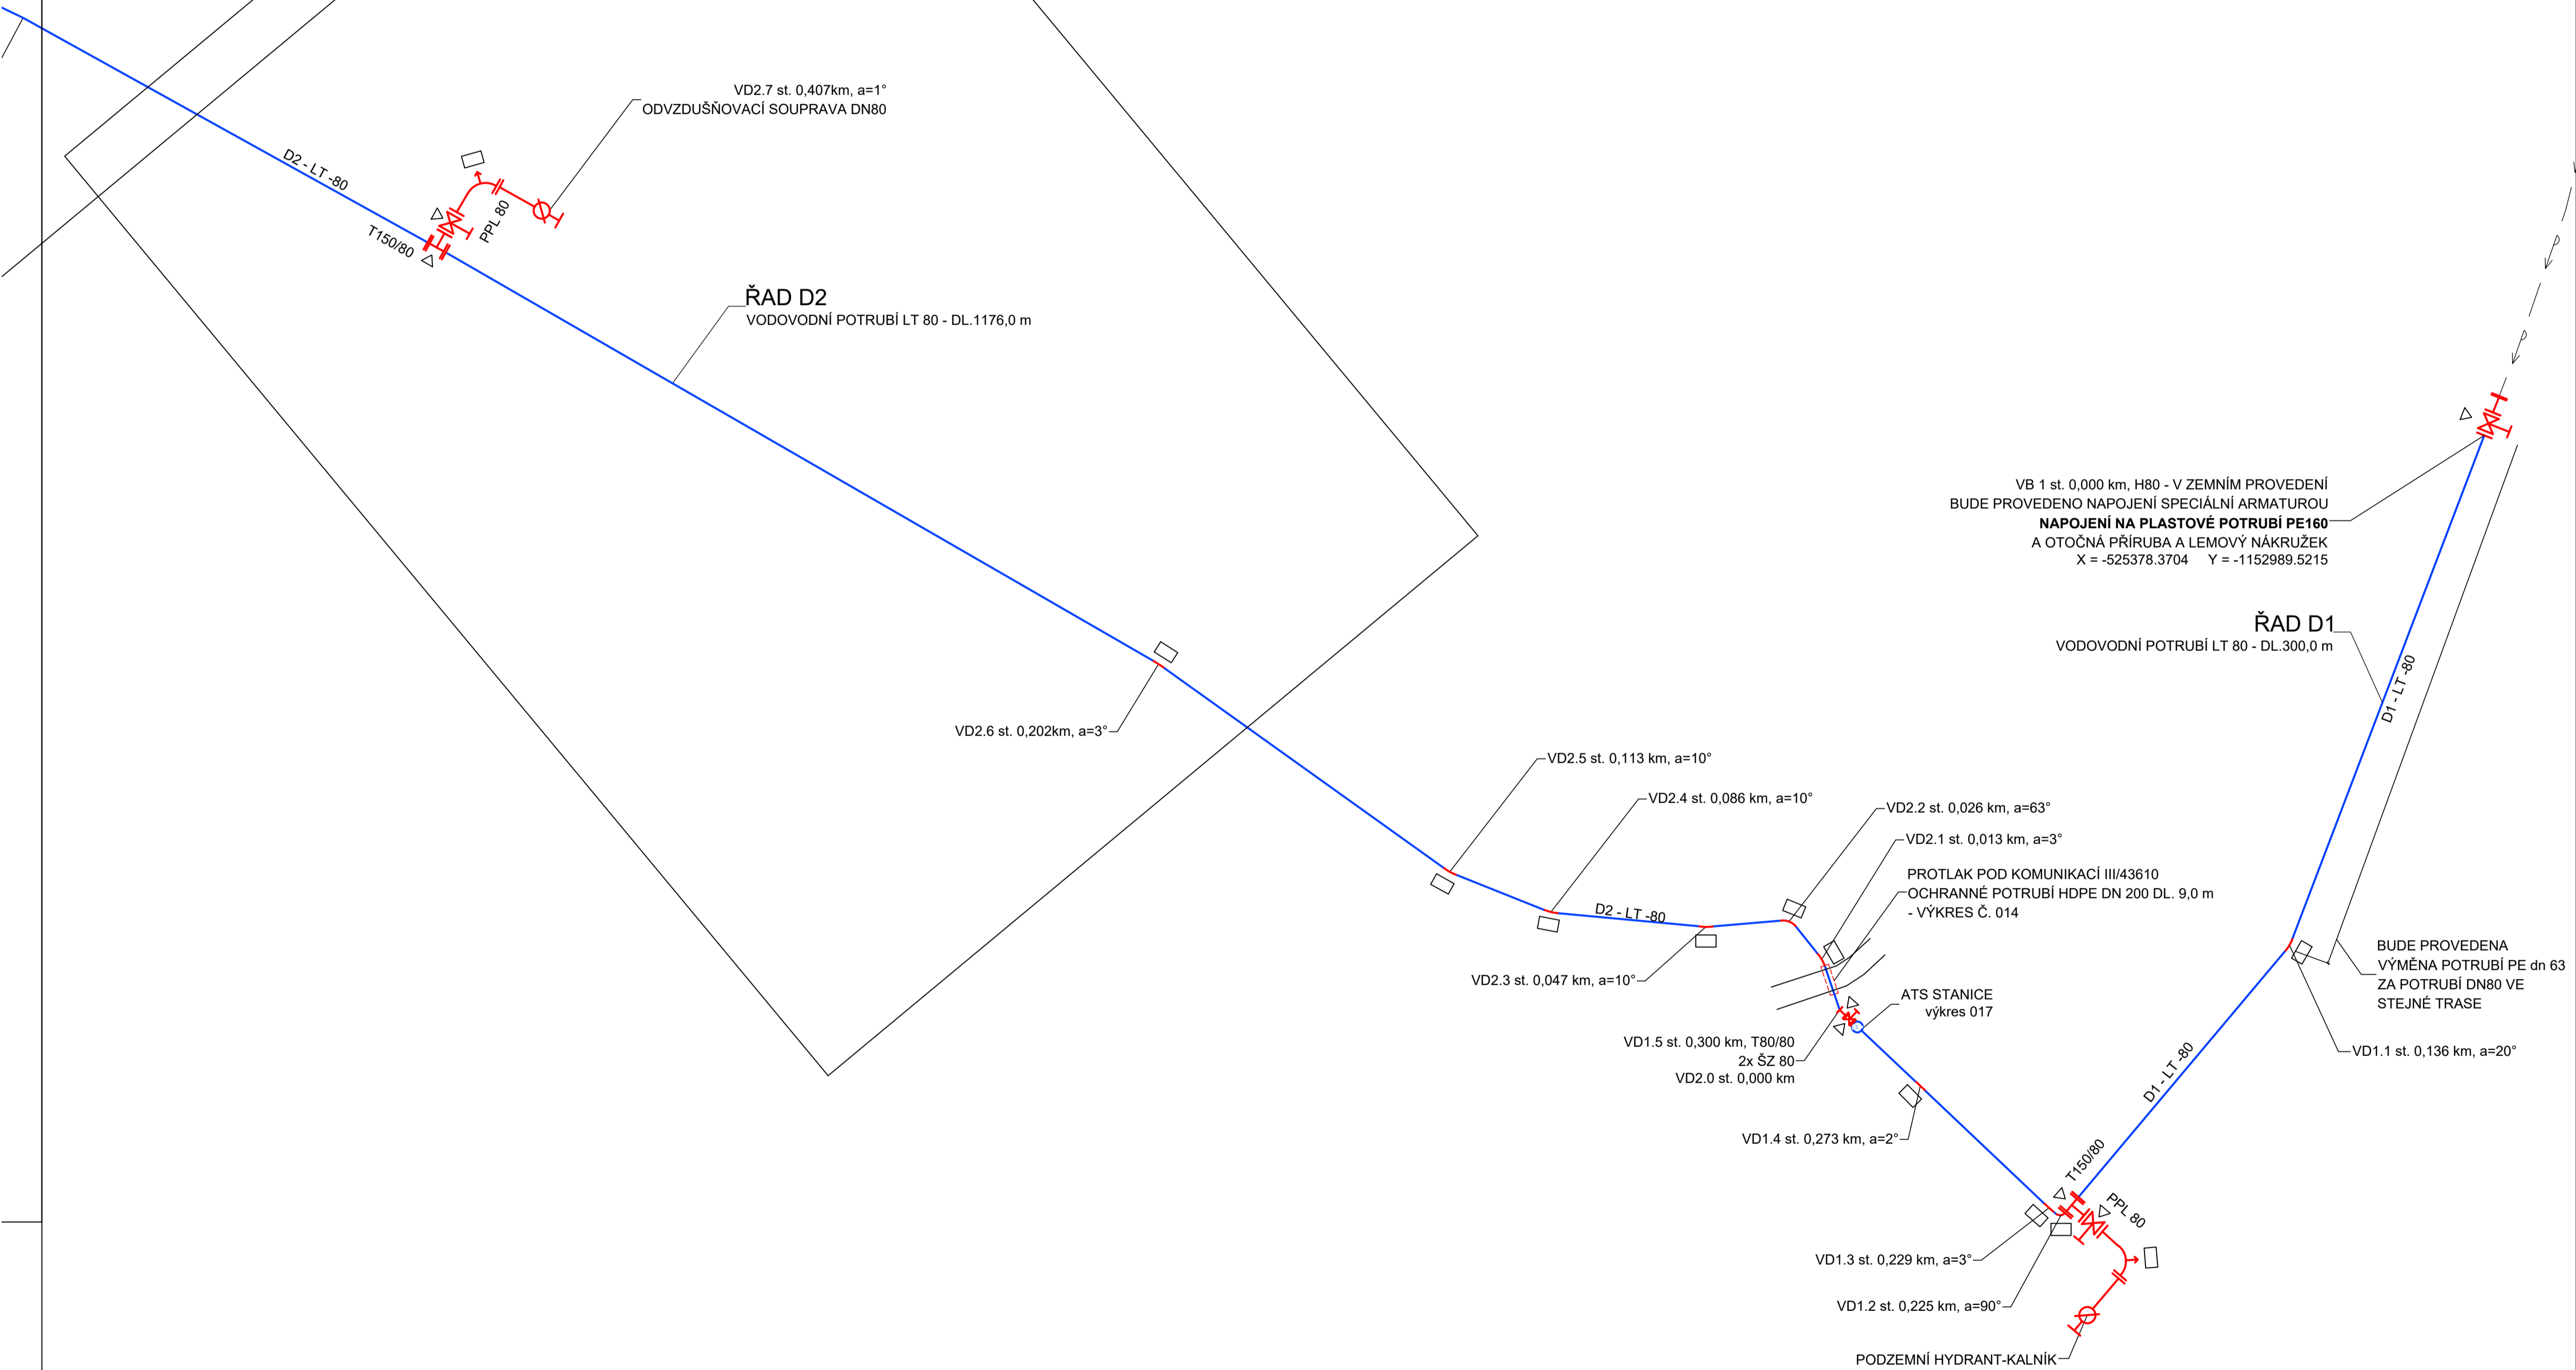 VD2.7 st. 0,407km, a=1°
ODVZDUŠŇOVACÍ SOUPRAVA DN80
D2 - LT -80
T150/80
PPL 80
ŘAD D2
VODOVODNÍ POTRUBÍ LT 80 - DL.1176,0 m
VB 1 st. 0,000 km, H80 - V ZEMNÍM PROVEDENÍ
BUDE PROVEDENO NAPOJENÍ SPECIÁLNÍ ARMATUROU
NAPOJENÍ NA PLASTOVÉ POTRUBÍ PE160
A OTOČNÁ PŘÍRUBA A LEMOVÝ NÁKRUŽEK
X = -525378.3704 Y = -1152989.5215
ŘAD D1
VODOVODNÍ POTRUBÍ LT 80 - DL.300,0 m
D1 - LT -80
VD2.6 st. 0,202km, a=3°
VD2.5 st. 0,113 km, a=10°
VD2.4 st. 0,086 km, a=10°
VD2.2 st. 0,026 km, a=63°
VD2.1 st. 0,013 km, a=3°
PROTLAK POD KOMUNIKACÍ III/43610
OCHRANNÉ POTRUBÍ HDPE DN 200 DL. 9,0 m
- VÝKRES Č. 014
D2 - LT -80
VD2.3 st. 0,047 km, a=10°
ATS STANICE
výkres 017
BUDE PROVEDENA
VÝMĚNA POTRUBÍ PE dn 63
ZA POTRUBÍ DN80 VE
STEJNÉ TRASE
VD1.5 st. 0,300 km, T80/80
2x ŠZ 80
VD2.0 st. 0,000 km
VD1.1 st. 0,136 km, a=20°
D1 - LT -80
VD1.4 st. 0,273 km, a=2°
T150/80
PPL 80
VD1.3 st. 0,229 km, a=3°
VD1.2 st. 0,225 km, a=90°
PODZEMNÍ HYDRANT-KALNÍK